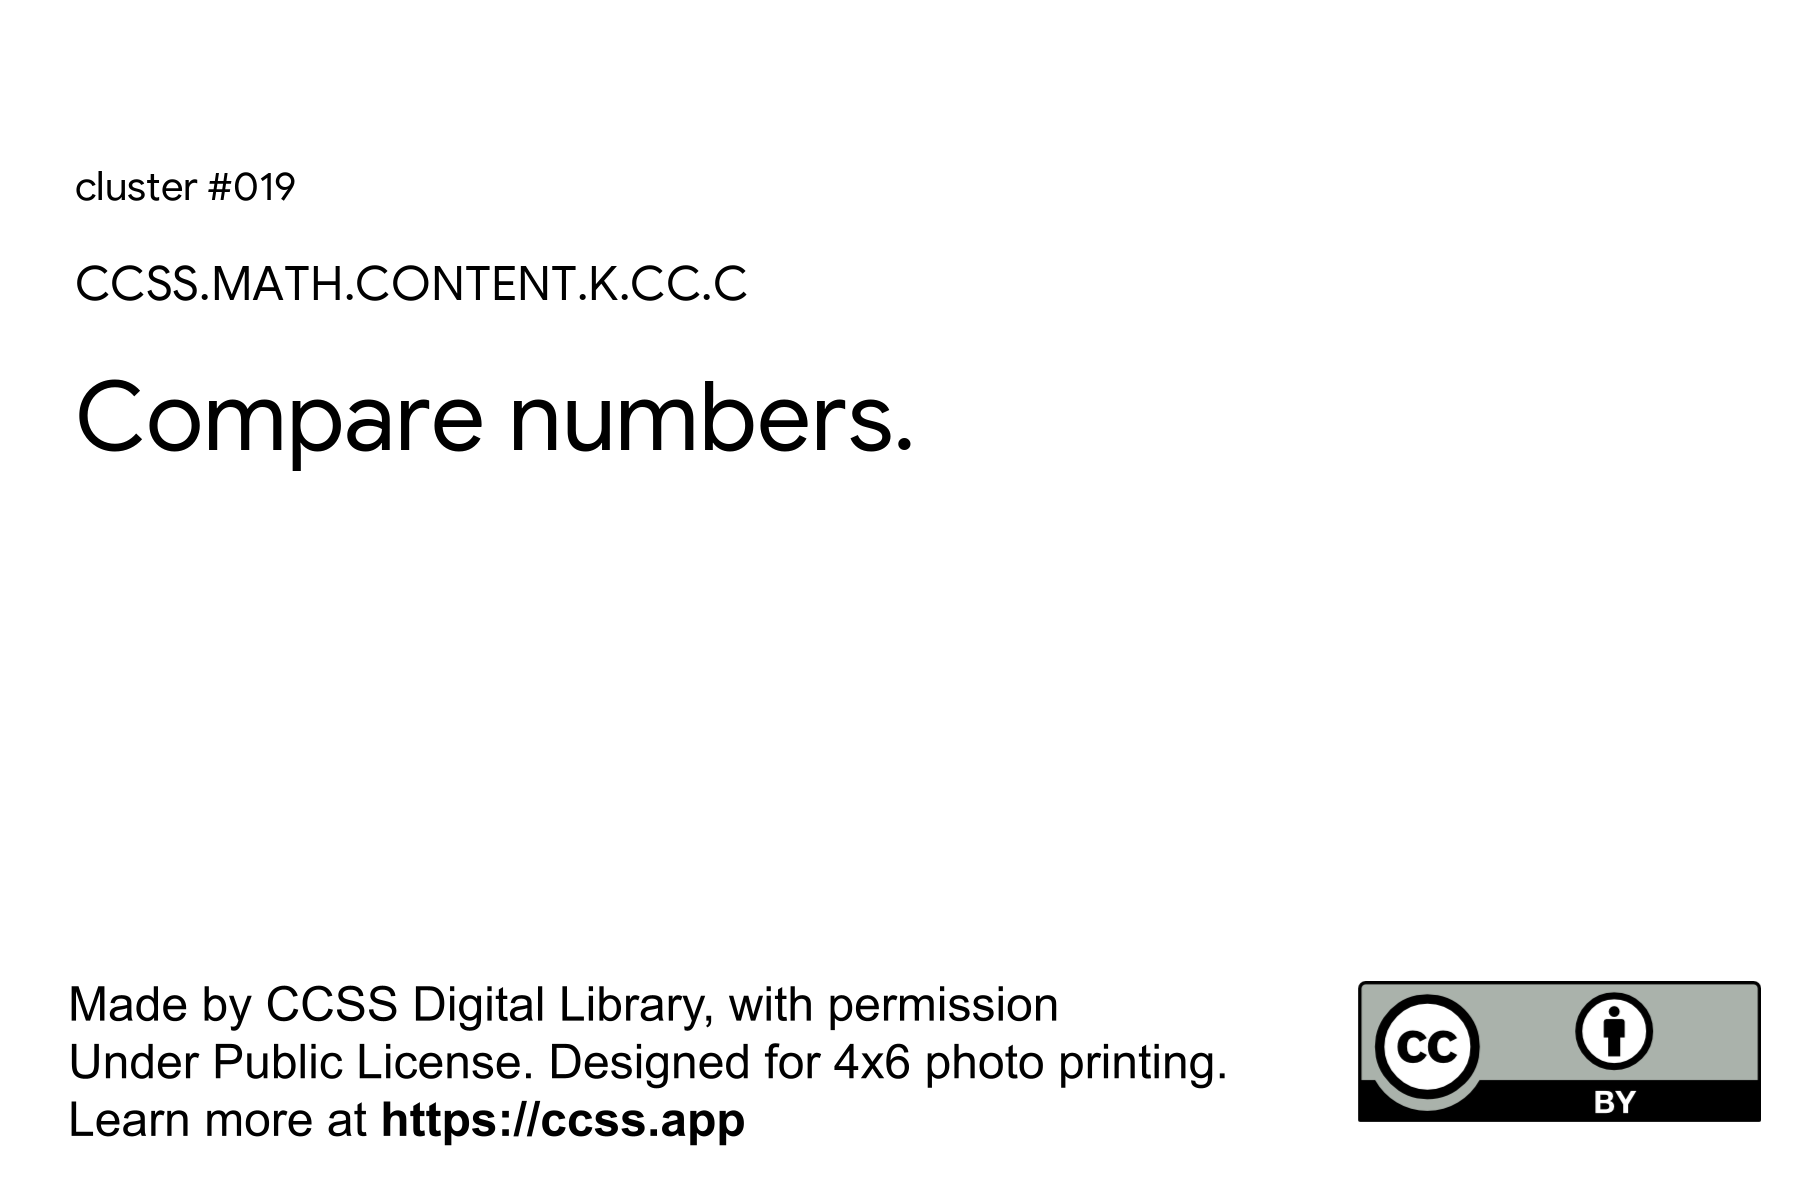 cluster #019
CCSS.MATH.CONTENT.K.CC.C
Compare numbers.
Made by CCSS Digital Library, with permission
Under Public License. Designed for 4x6 photo printing.
Learn more at https://ccss.app
cc
BY